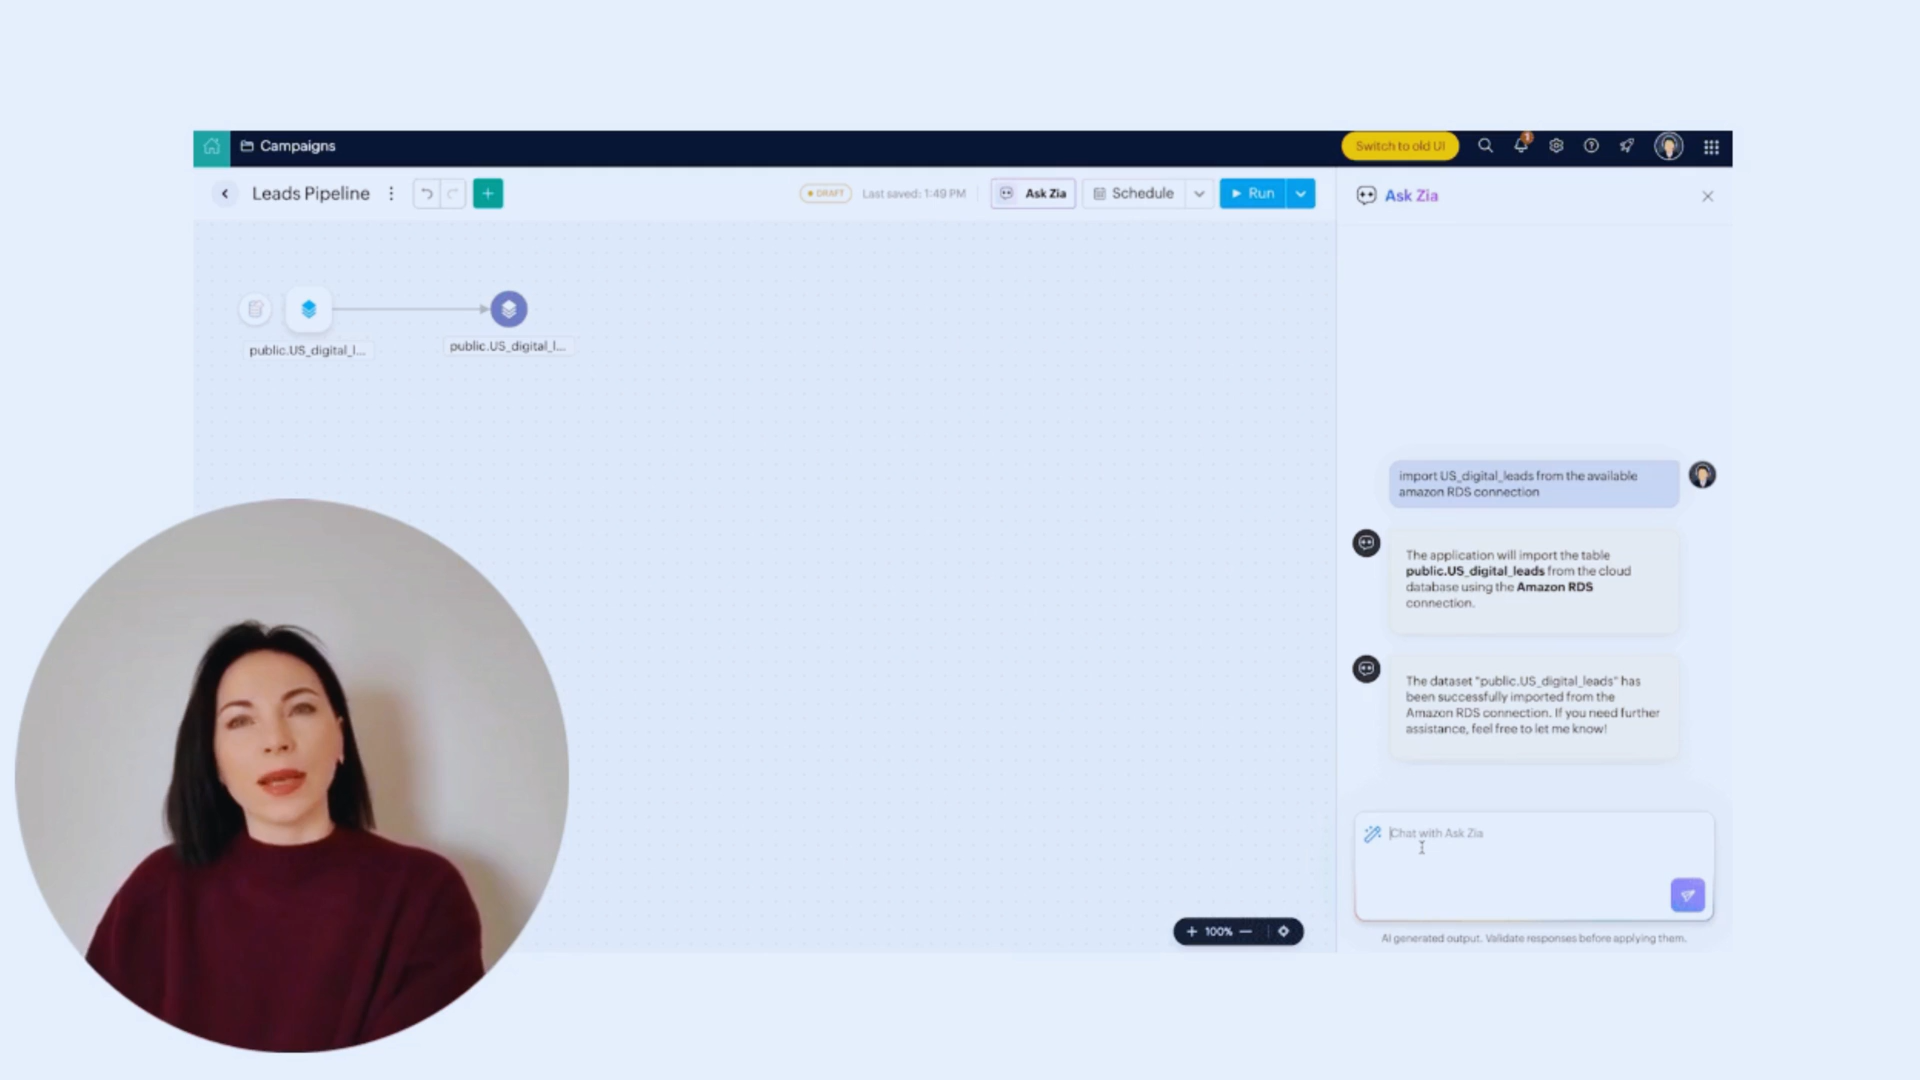 Campaigns
Switch to old UI
1
Leads Pipeline
DRAFT
Last saved: 1:49 PM
Ask Zia
Schedule
Run
Ask Zia
public.US_digital_l...
public.US_digital_l...
import US_digital_leads from the available
amazon RDS connection
The application will import the table
public.US_digital_leads from the cloud
database using the Amazon RDS
connection.
The dataset "public.US_digital_leads" has
been successfully imported from the
Amazon RDS connection. If you need further
assistance, feel free to let me know!
Chat with Ask Zia
100%
AI generated output. Validate responses before applying them.